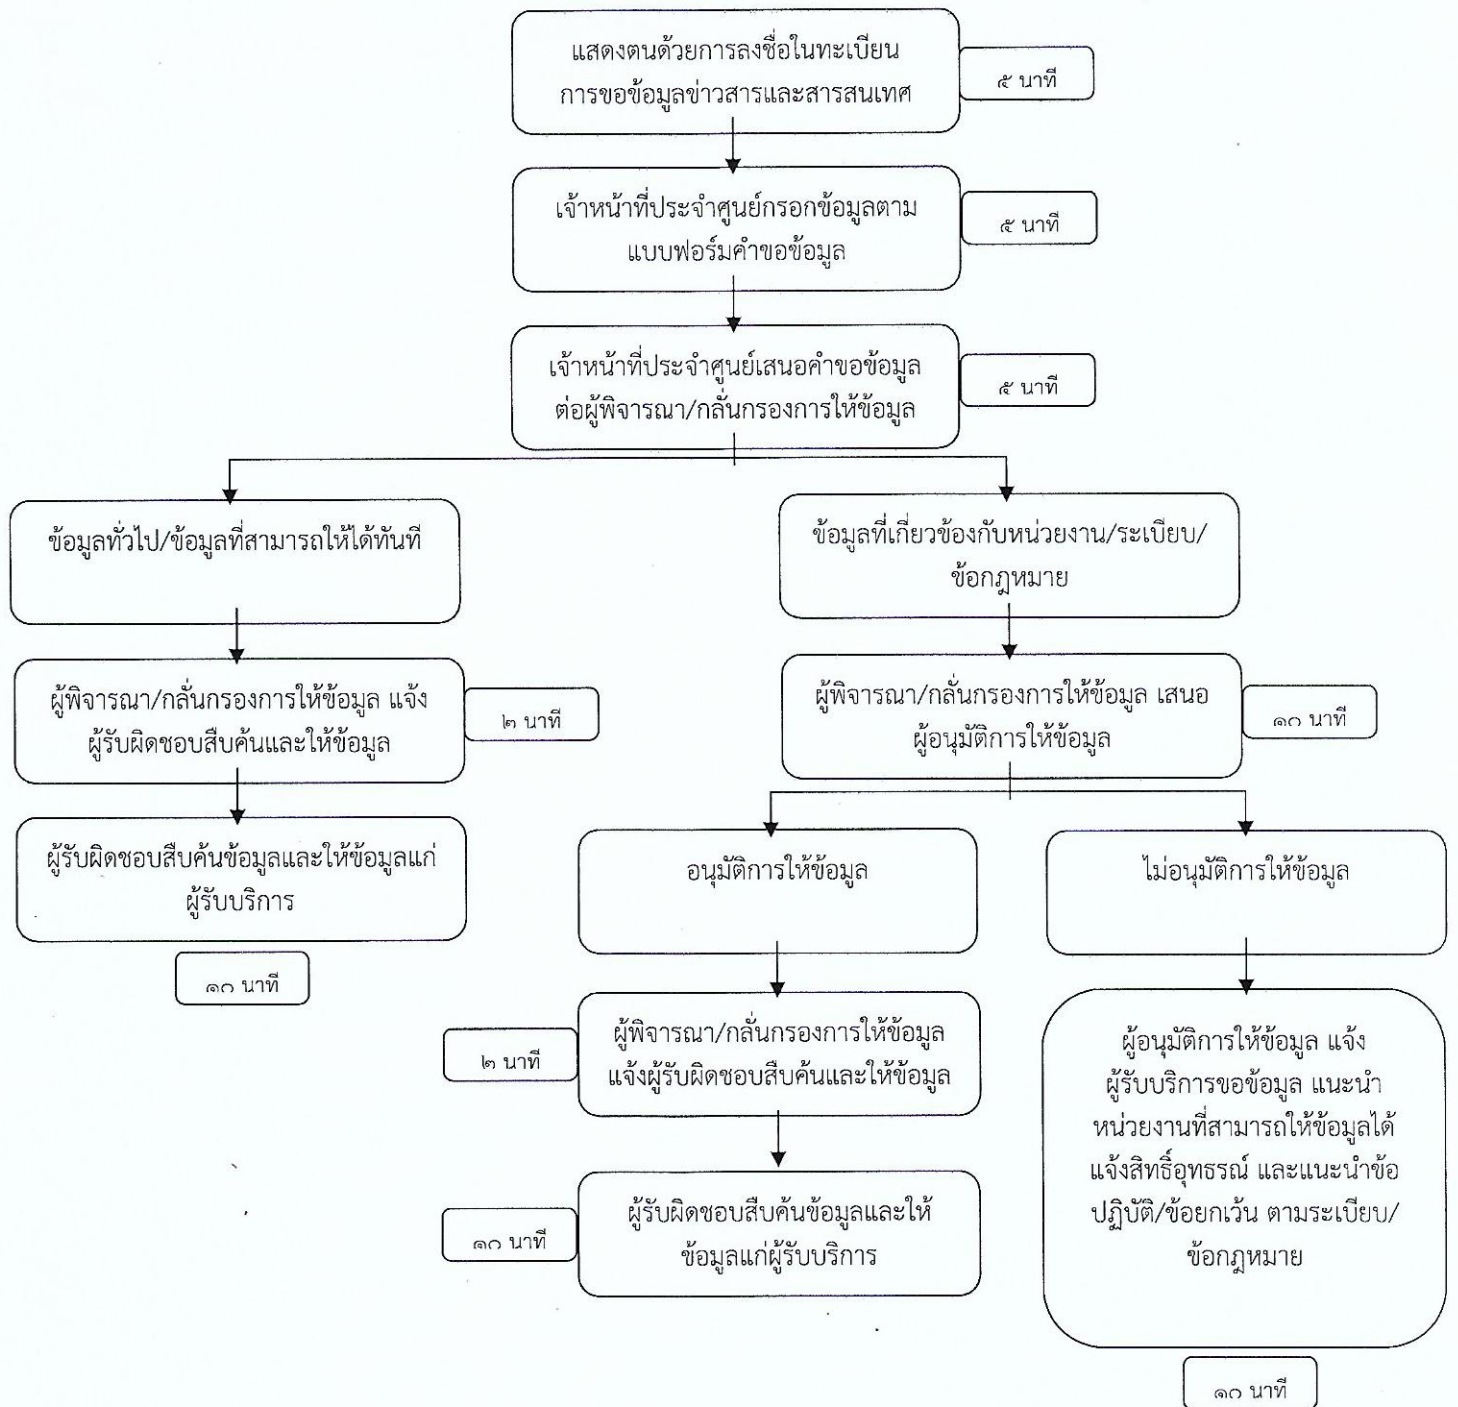 แสดงตนด้วยการลงชื่อในทะเบียน
การขอข้อมูลข่าวสารและสารสนเทศ
๕ นาที
เจ้าหน้าที่ประจำศูนย์กรอกข้อมูลตาม
แบบฟอร์มคำขอข้อมูล
๕ นาที
เจ้าหน้าที่ประจำศูนย์เสนอคำขอข้อมูล
ต่อผู้พิจารณา/กลั่นกรองการให้ข้อมูล
๕ นาที
ข้อมูลทั่วไป/ข้อมูลที่สามารถให้ได้ทันที
ผู้พิจารณา/กลั่นกรองการให้ข้อมูล แจ้ง
ผู้รับผิดชอบสืบค้นและให้ข้อมูล
๒ นาที
ผู้รับผิดชอบสืบค้นข้อมูลและให้ข้อมูลแก่
ผู้รับบริการ
๑๐ นาที
ข้อมูลที่เกี่ยวข้องกับหน่วยงาน/ระเบียบ/
ข้อกฎหมาย
ผู้พิจารณา/กลั่นกรองการให้ข้อมูล เสนอ
ผู้อนุมัติการให้ข้อมูล
๑๐ นาที
อนุมัติการให้ข้อมูล
ผู้พิจารณา/กลั่นกรองการให้ข้อมูล
แจ้งผู้รับผิดชอบสืบค้นและให้ข้อมูล
๒ นาที
ผู้รับผิดชอบสืบค้นข้อมูลและให้
ข้อมูลแก่ผู้รับบริการ
๑๐ นาที
ไม่อนุมัติการให้ข้อมูล
ผู้อนุมัติการให้ข้อมูล แจ้ง
ผู้รับบริการขอข้อมูล แนะนำ
หน่วยงานที่สามารถให้ข้อมูลได้
แจ้งสิทธิ์อุทธรณ์ และแนะนำข้อ
ปฏิบัติ/ข้อยกเว้น ตามระเบียบ/
ข้อกฎหมาย
๑๐ นาที